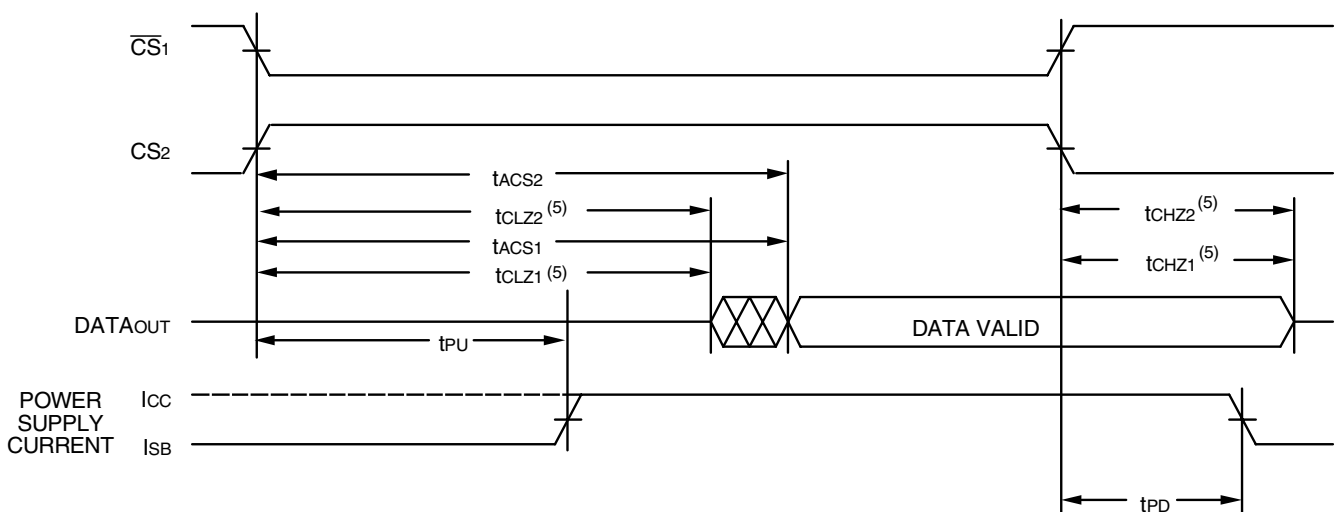 CS1
CS2
tACS2
tCLZ2 (5)
tCHZ2 (5)
tACS1
tCLZ1 (5)
tCHZ1 (5)
DATAOUT
DATA VALID
tPU
POWER SUPPLY CURRENT
ICC
ISB
tPD